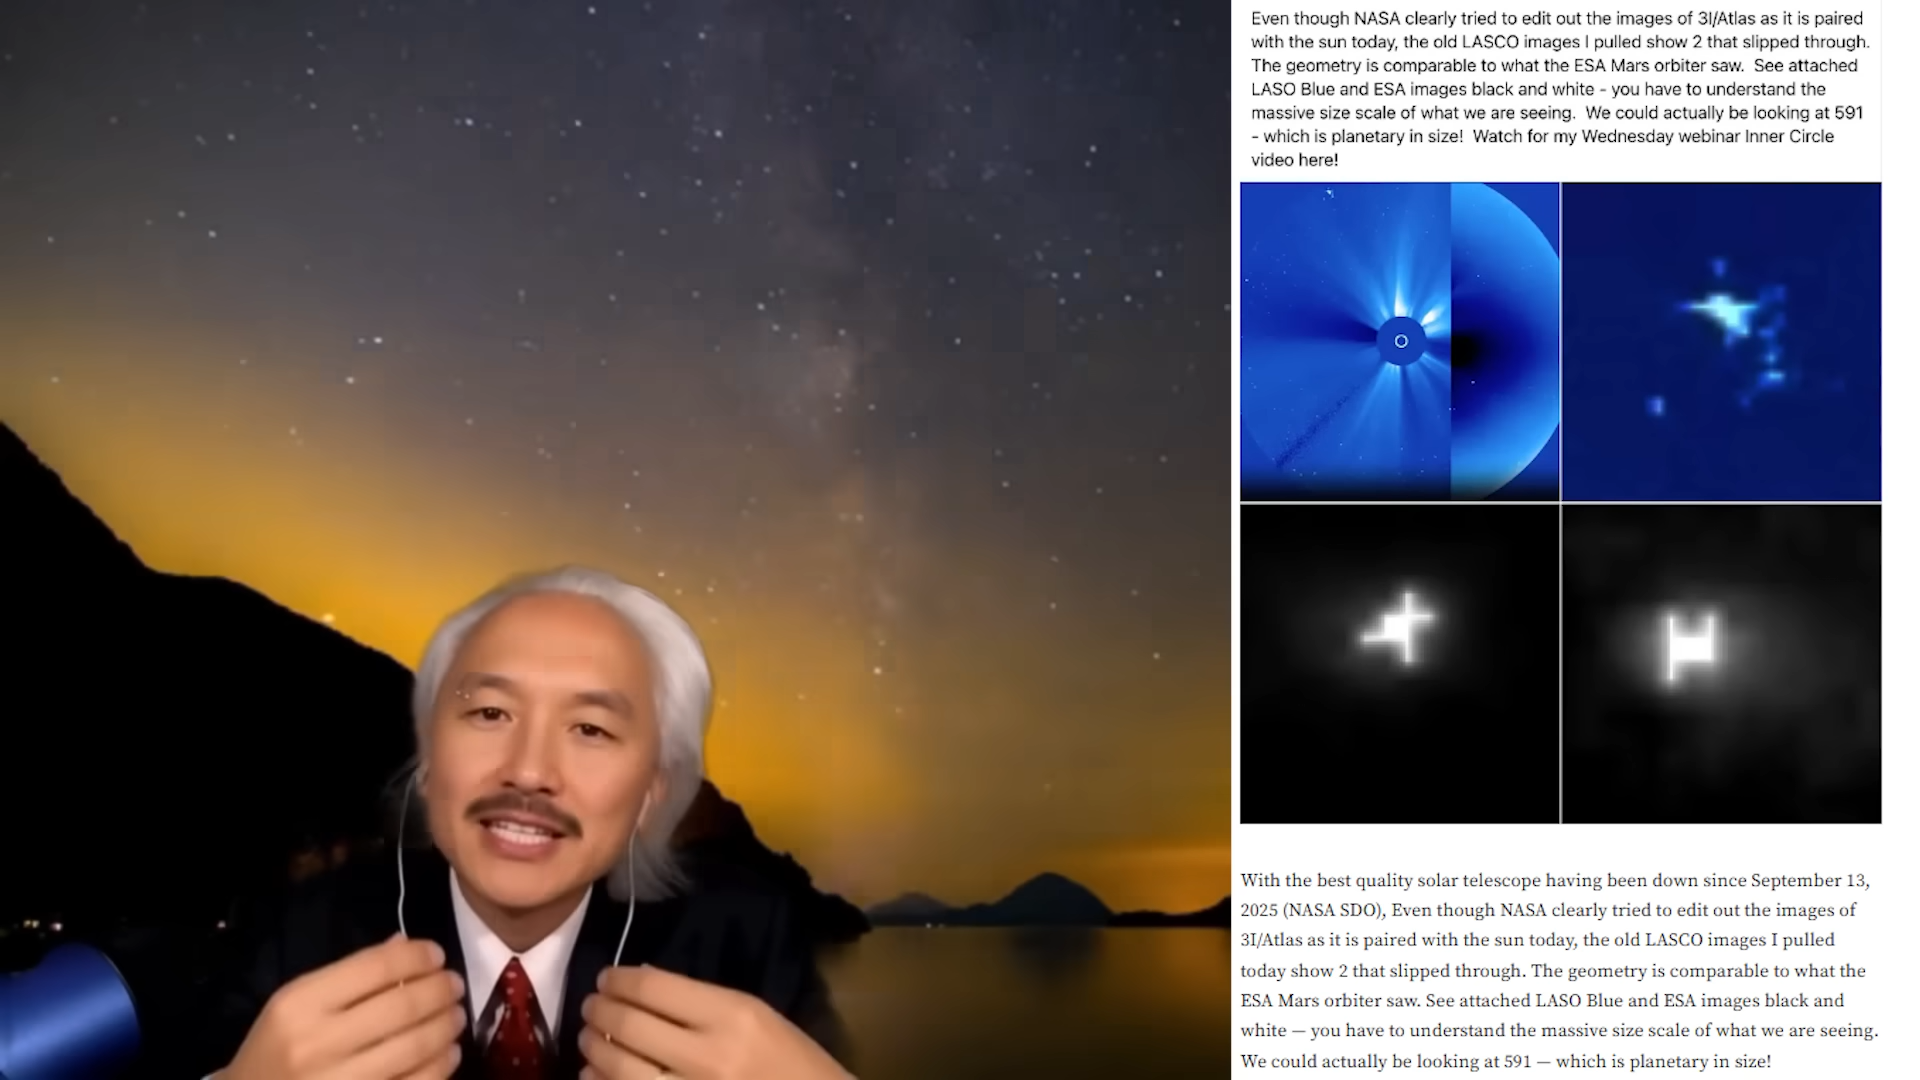 Even though NASA clearly tried to edit out the images of 3I/Atlas as it is paired
with the sun today, the old LASCO images I pulled show 2 that slipped through.
The geometry is comparable to what the ESA Mars orbiter saw.  See attached
LASO Blue and ESA images black and white - you have to understand the
massive size scale of what we are seeing.  We could actually be looking at 591
- which is planetary in size!  Watch for my Wednesday webinar Inner Circle
video here!
With the best quality solar telescope having been down since September 13,
2025 (NASA SDO), Even though NASA clearly tried to edit out the images of
3I/Atlas as it is paired with the sun today, the old LASCO images I pulled
today show 2 that slipped through. The geometry is comparable to what the
ESA Mars orbiter saw. See attached LASO Blue and ESA images black and
white — you have to understand the massive size scale of what we are seeing.
We could actually be looking at 591 — which is planetary in size!